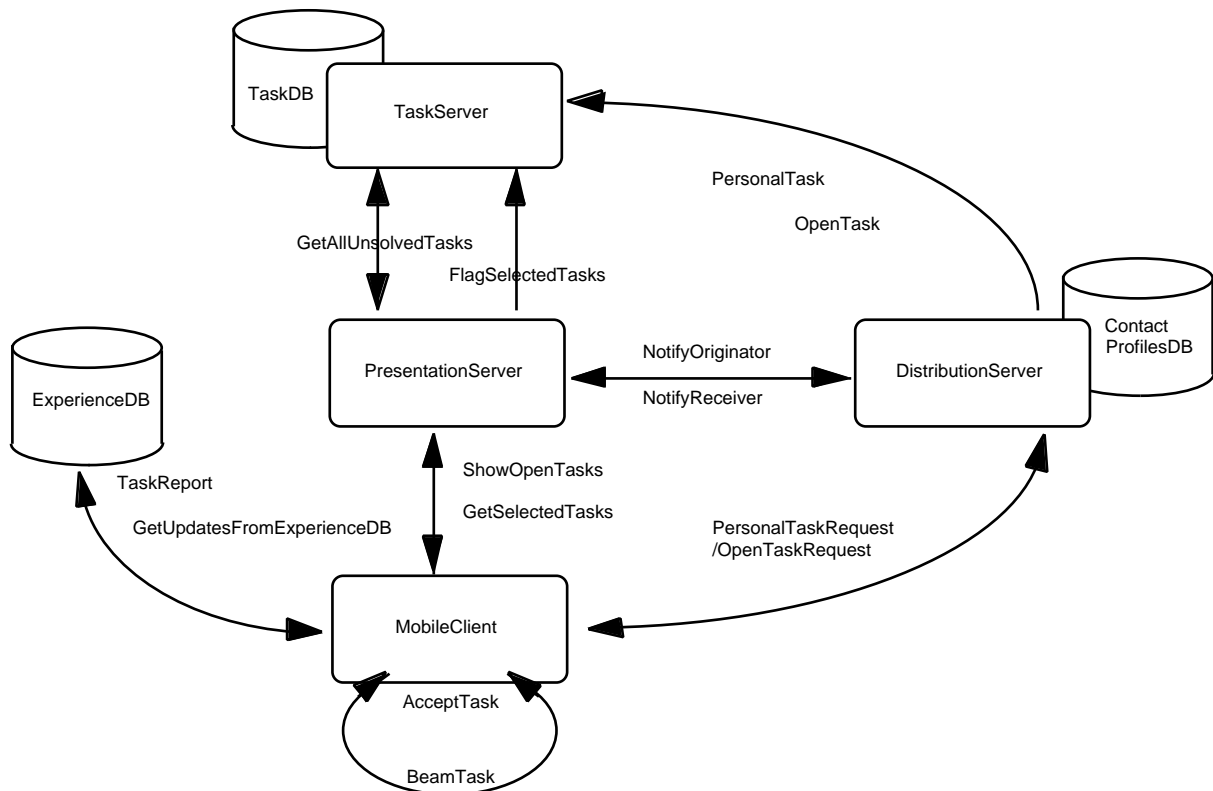 TaskDB
TaskServer
PersonalTask
OpenTask
GetAllUnsolvedTasks
FlagSelectedTasks
Contact
ProfilesDB
NotifyOriginator
PresentationServer
DistributionServer
NotifyReceiver
ExperienceDB
ShowOpenTasks
TaskReport
GetSelectedTasks
GetUpdatesFromExperienceDB
PersonalTaskRequest
/OpenTaskRequest
MobileClient
AcceptTask
BeamTask